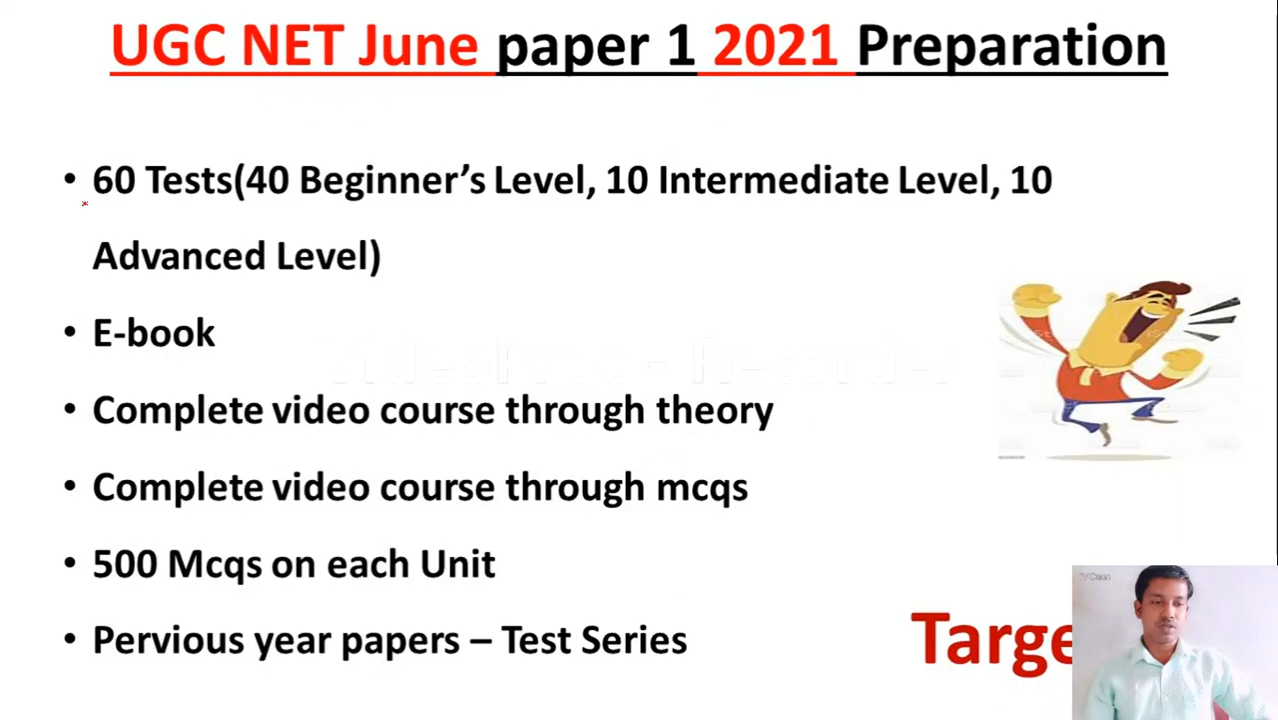 UGC NET June paper 1 2021 Preparation
• 60 Tests(40 Beginner’s Level, 10 Intermediate Level, 10
Advanced Level)
• E-book
• Complete video course through theory
• Complete video course through mcqs
• 500 Mcqs on each Unit
• Pervious year papers – Test Series